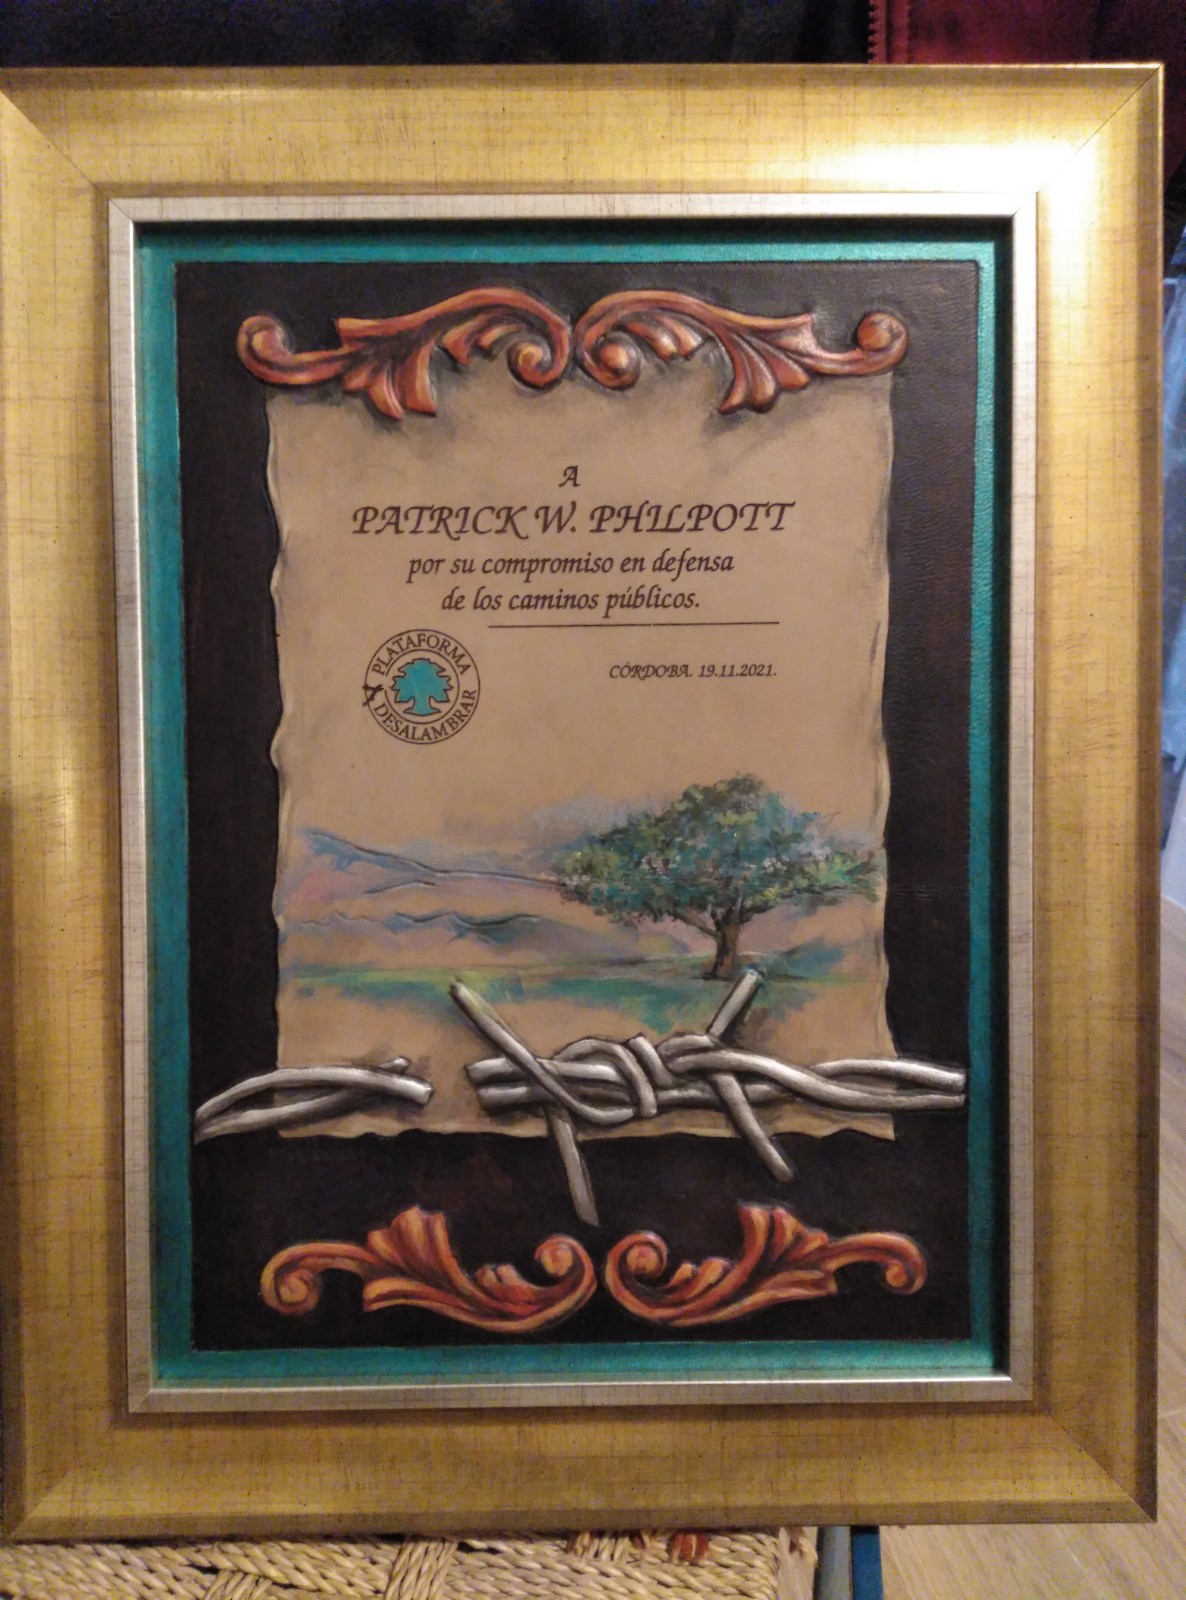 A
PATRICK W. PHILPOTT
por su compromiso en defensa
de los caminos públicos.
PLATAFORMA
DESALAMBRAR
CÓRDOBA. 19.11.2021.